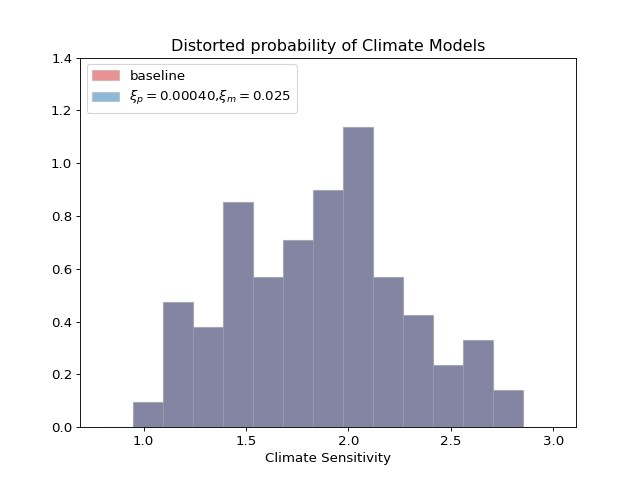 Distorted probability of Climate Models
1.4
1.2
1.0
0.8
0.6
0.4
0.2
0.0
baseline
ξp = 0.00040,ξm = 0.025
1.0 1.5 2.0 2.5 3.0
Climate Sensitivity